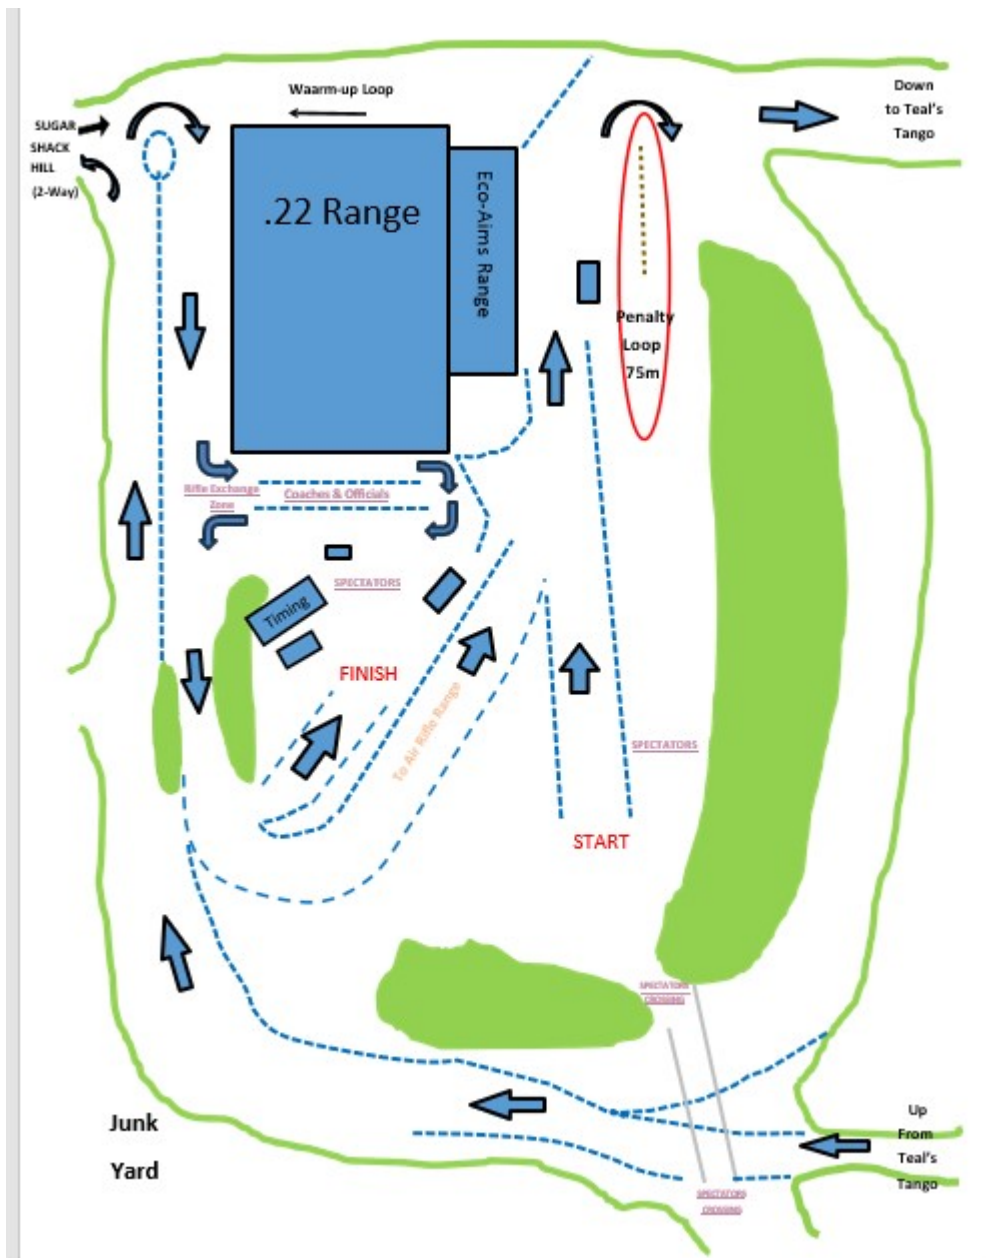 Waarm-up Loop
Down
to Teal's
Tango
SUGAR
SHACK
HILL
(2-Way)
.22 Range
Eco-Aims Range
Penalty
Loop
75m
Rifle Exchange
Zone
Coaches & Officials
SPECTATORS
Timing
FINISH
To Air Rifle Range
SPECTATORS
START
SPECTATORS
CROSSING
Junk
Yard
Up
From
Teal's
Tango
SPECTATORS
CROSSING